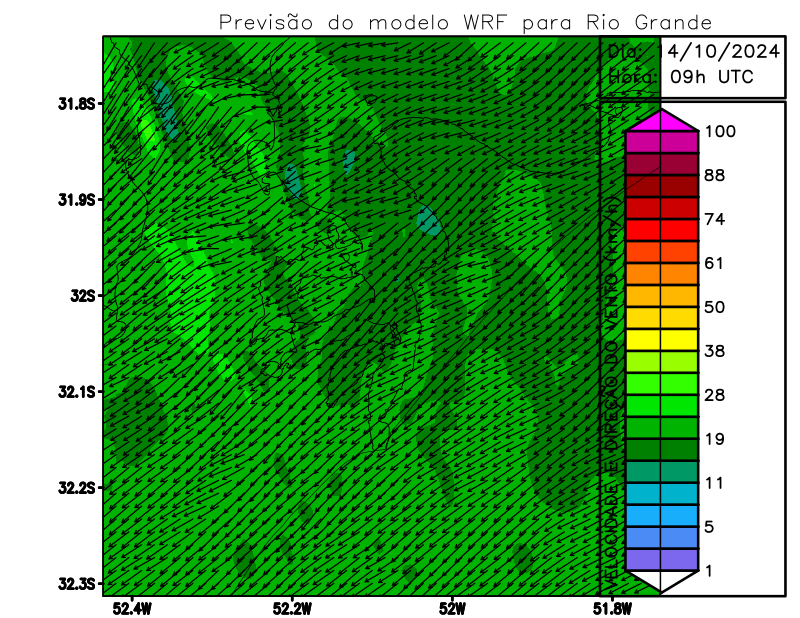 Previsão do modelo WRF para Rio Grande
Dia: 14/10/2024
Hora: 09h UTC
31.8S
31.9S
32S
32.1S
32.2S
32.3S
52.4W
52.2W
52W
51.8W
VELOCIDADE E DIREÇÃO DO VENTO (km/h)
100
88
74
61
50
38
28
19
11
5
1